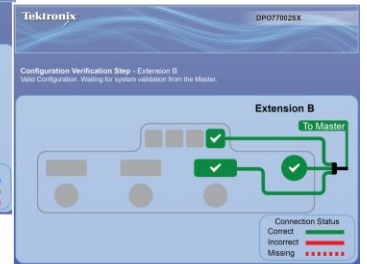 Tektronix
DPO77002SX
Configuration Verification Step - Extension B
Valid Configuration. Waiting for system validation from the Master.
Extension B
To Master
Connection Status
Correct
Incorrect
Missing